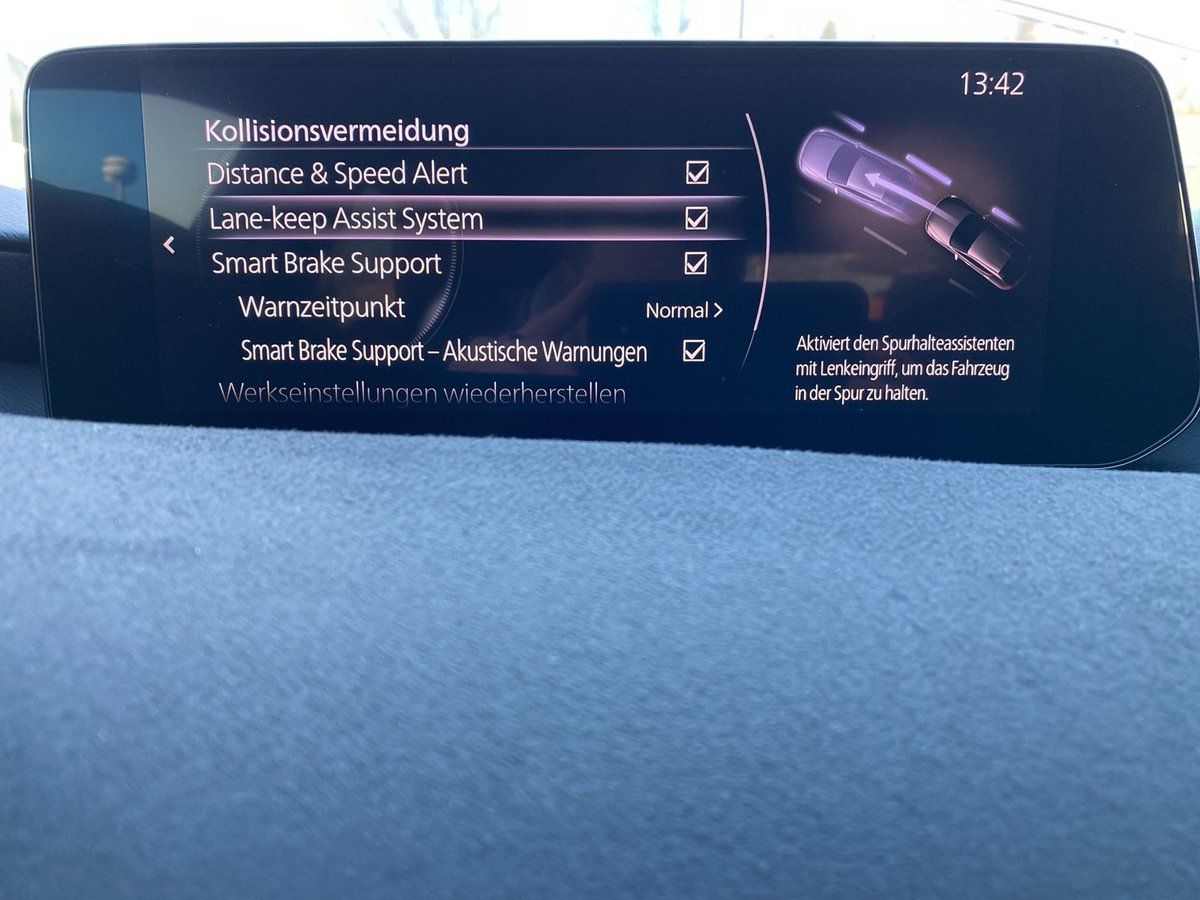 13:42
Kollisionsvermeidung
Distance & Speed Alert
Lane-keep Assist System
Smart Brake Support
Warnzeitpunkt Normal >
Smart Brake Support – Akustische Warnungen
Werkseinstellungen wiederherstellen
Aktiviert den Spurhalteassistenten
mit Lenkeingriff, um das Fahrzeug
in der Spur zu halten.